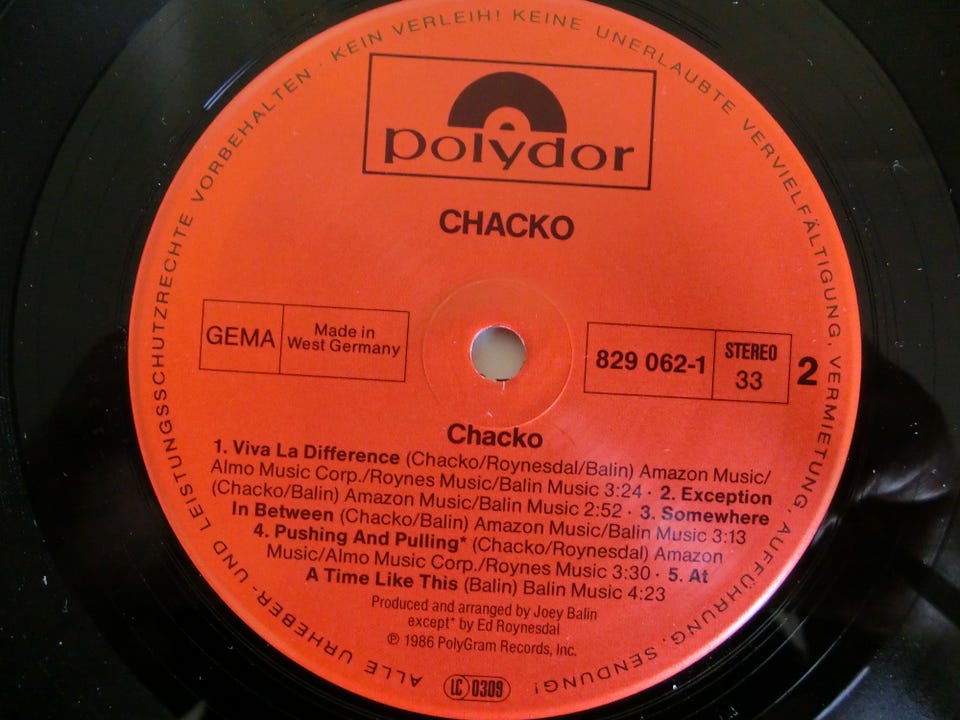 ALLE URHEBER- UND LEISTUNGSSCHUTZRECHTE VORBEHALTEN · KEIN VERLEIH! KEINE UNERLAUBTE VERVIELFÄLTIGUNG, VERMIETUNG, AUFFÜHRUNG, SENDUNG!
polydor
CHACKO
GEMA
Made in
West Germany
829 062-1
STEREO
33
2
Chacko
1. Viva La Difference (Chacko/Roynesdal/Balin) Amazon Music/
Almo Music Corp./Roynes Music/Balin Music 3:24 · 2. Exception
(Chacko/Balin) Amazon Music/Balin Music 2:52 · 3. Somewhere
In Between (Chacko/Balin) Amazon Music/Balin Music 3:13
4. Pushing And Pulling* (Chacko/Roynesdal) Amazon
Music/Almo Music Corp./Roynes Music 3:30 · 5. At
A Time Like This (Balin) Balin Music 4:23
Produced and arranged by Joey Balin
except* by Ed Roynesdal
℗ 1986 PolyGram Records, Inc.
LC 0309